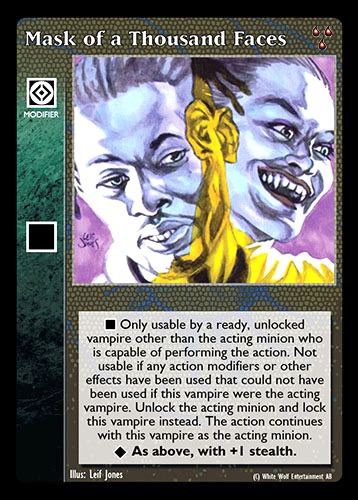 Mask of a Thousand Faces
MODIFIER
LEIF
JONES
Only usable by a ready, unlocked
vampire other than the acting minion who
is capable of performing the action. Not
usable if any action modifiers or other
effects have been used that could not have
been used if this vampire were the acting
vampire. Unlock the acting minion and lock
this vampire instead. The action continues
with this vampire as the acting minion.
As above, with +1 stealth.
Illus: Leif Jones
(C) White Wolf Entertainment AB